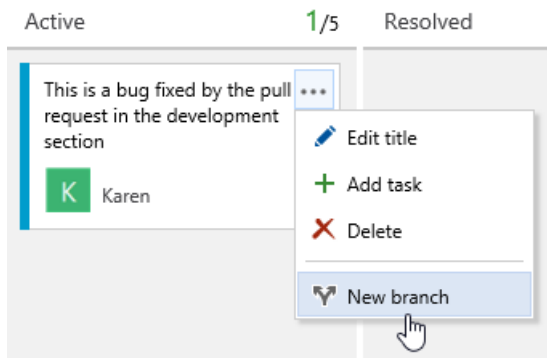 Active 1/5 Resolved
This is a bug fixed by the pull
request in the development
section
K Karen
Edit title
Add task
Delete
New branch